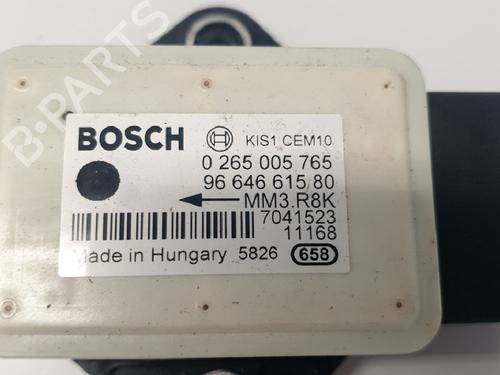 B-PARTS
BOSCH KIS1 CEM10
0 265 005 765
96 646 615 80
MM3.R8K
7041523
11168
Made in Hungary 5826 658